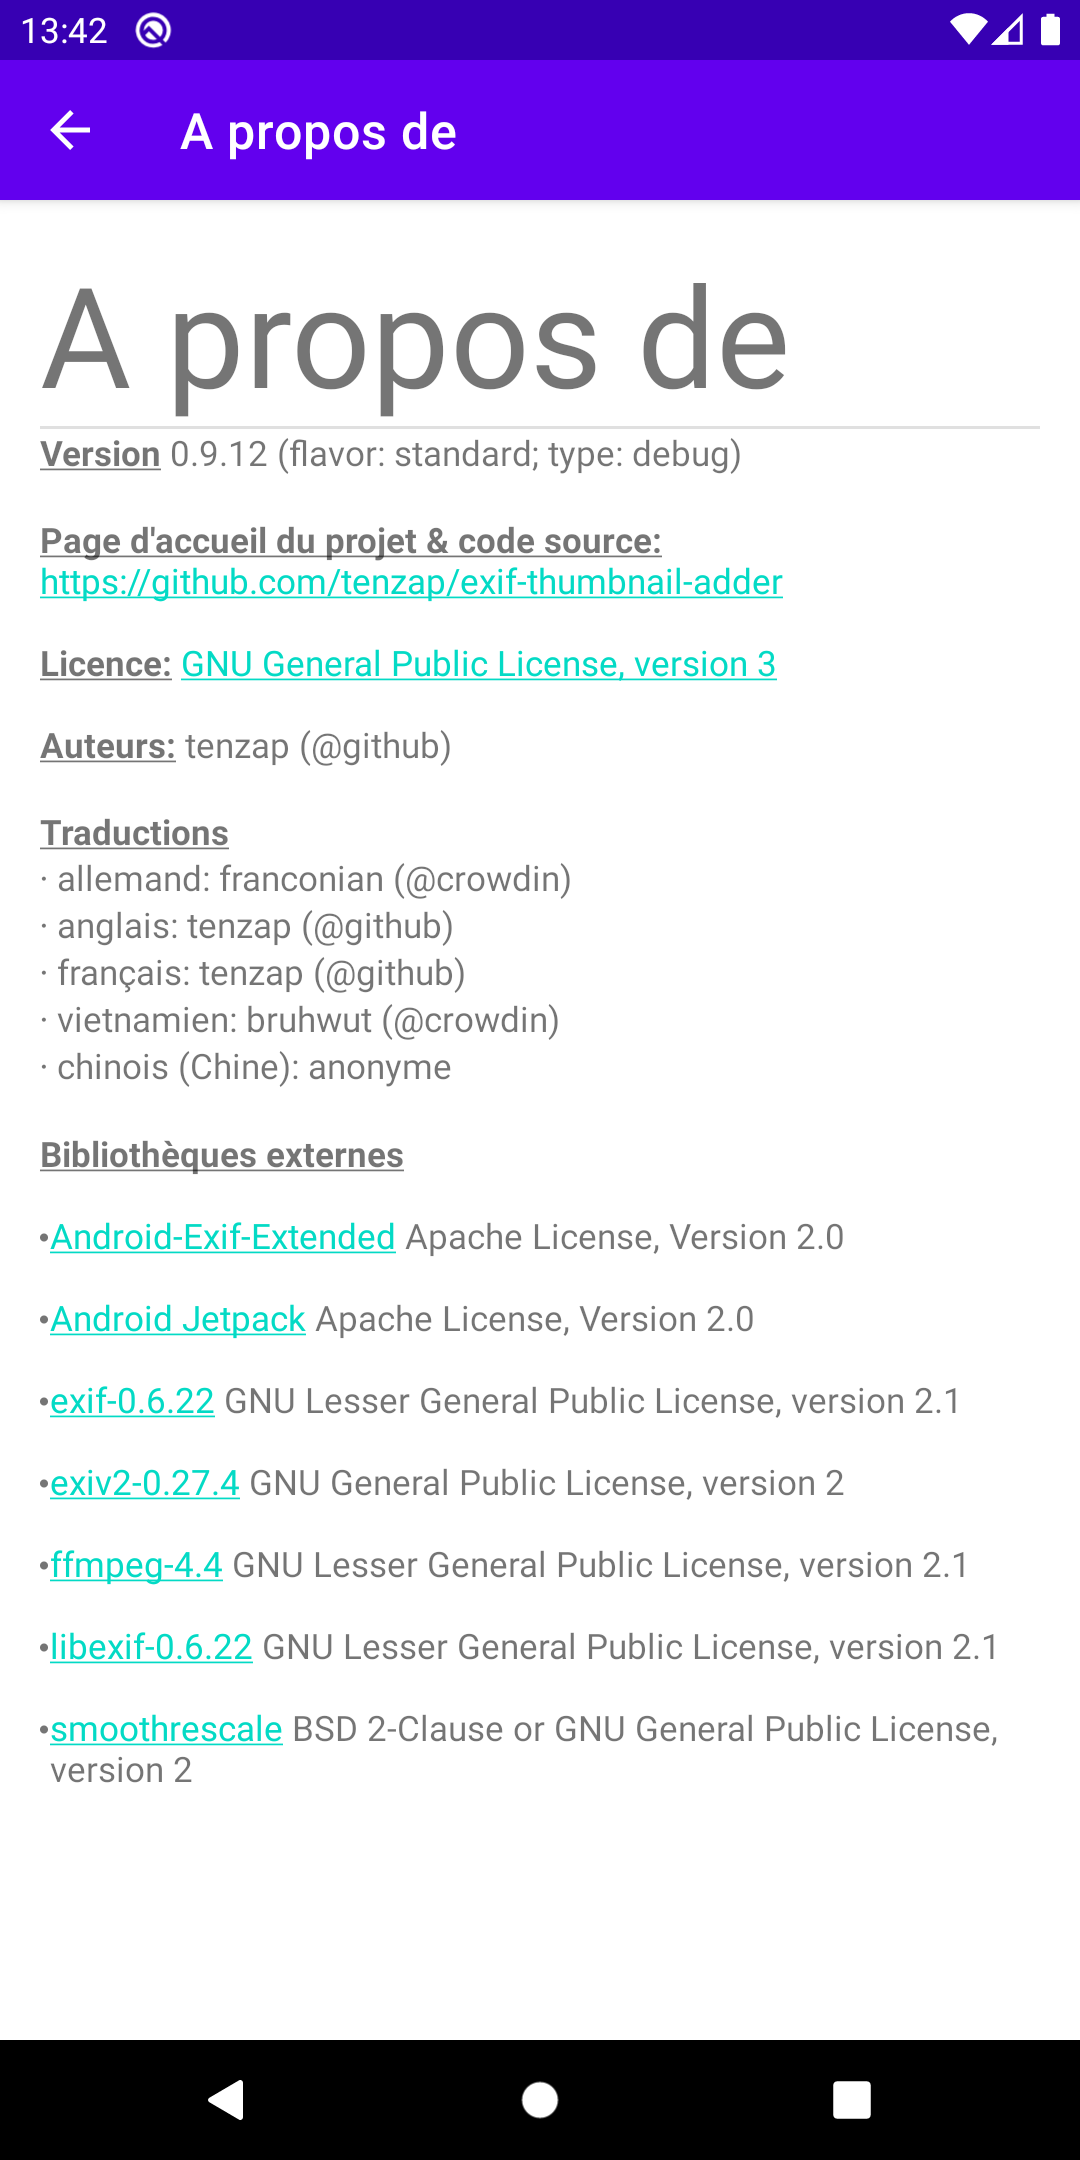 13:42
A propos de
A propos de
Version 0.9.12 (flavor: standard; type: debug)
Page d'accueil du projet & code source:
https://github.com/tenzap/exif-thumbnail-adder
Licence: GNU General Public License, version 3
Auteurs: tenzap (@github)
Traductions
· allemand: franconian (@crowdin)
· anglais: tenzap (@github)
· français: tenzap (@github)
· vietnamien: bruhwut (@crowdin)
· chinois (Chine): anonyme
Bibliothèques externes
•Android-Exif-Extended Apache License, Version 2.0
•Android Jetpack Apache License, Version 2.0
•exif-0.6.22 GNU Lesser General Public License, version 2.1
•exiv2-0.27.4 GNU General Public License, version 2
•ffmpeg-4.4 GNU Lesser General Public License, version 2.1
•libexif-0.6.22 GNU Lesser General Public License, version 2.1
•smoothrescale BSD 2-Clause or GNU General Public License,
version 2